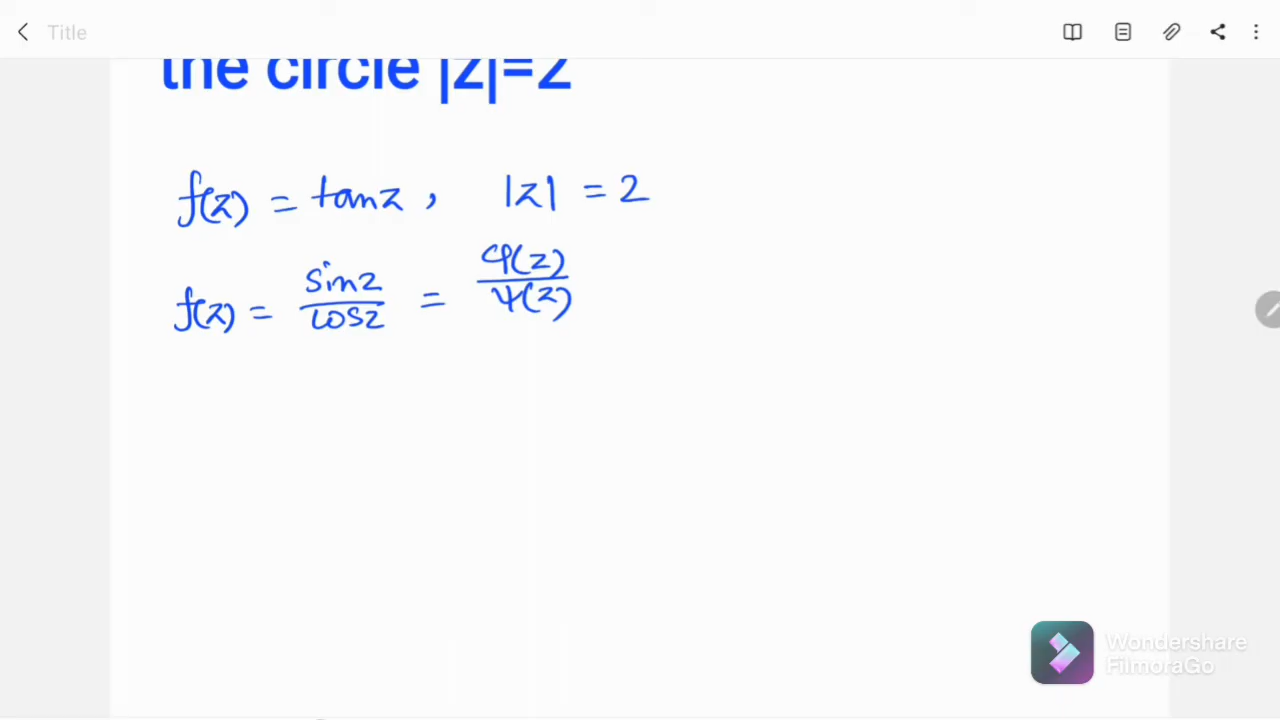 Title
the circle |z|=2
f(z) = tanz, |z| = 2
f(z) = sinz/cosz = φ(z)/ψ(z)
Wondershare
FilmoraGo